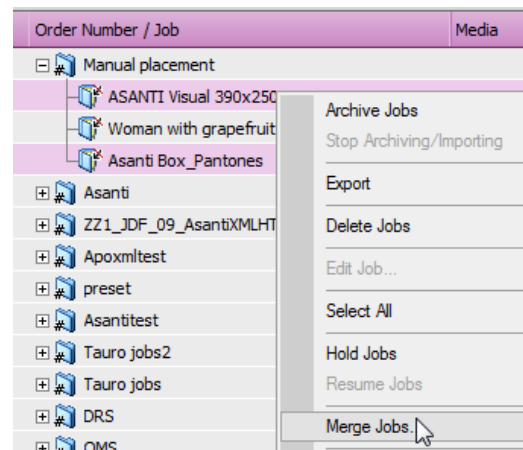 Order Number / Job Media
Manual placement
ASANTI Visual 390x250
Woman with grapefruit
Asanti Box_Pantones
Asanti
ZZ1_JDF_09_AsantiXMLHT
Apoxmltest
preset
Asantitest
Tauro jobs2
Tauro jobs
DRS
OMS
Archive Jobs
Stop Archiving/Importing
Export
Delete Jobs
Edit Job...
Select All
Hold Jobs
Resume Jobs
Merge Jobs...